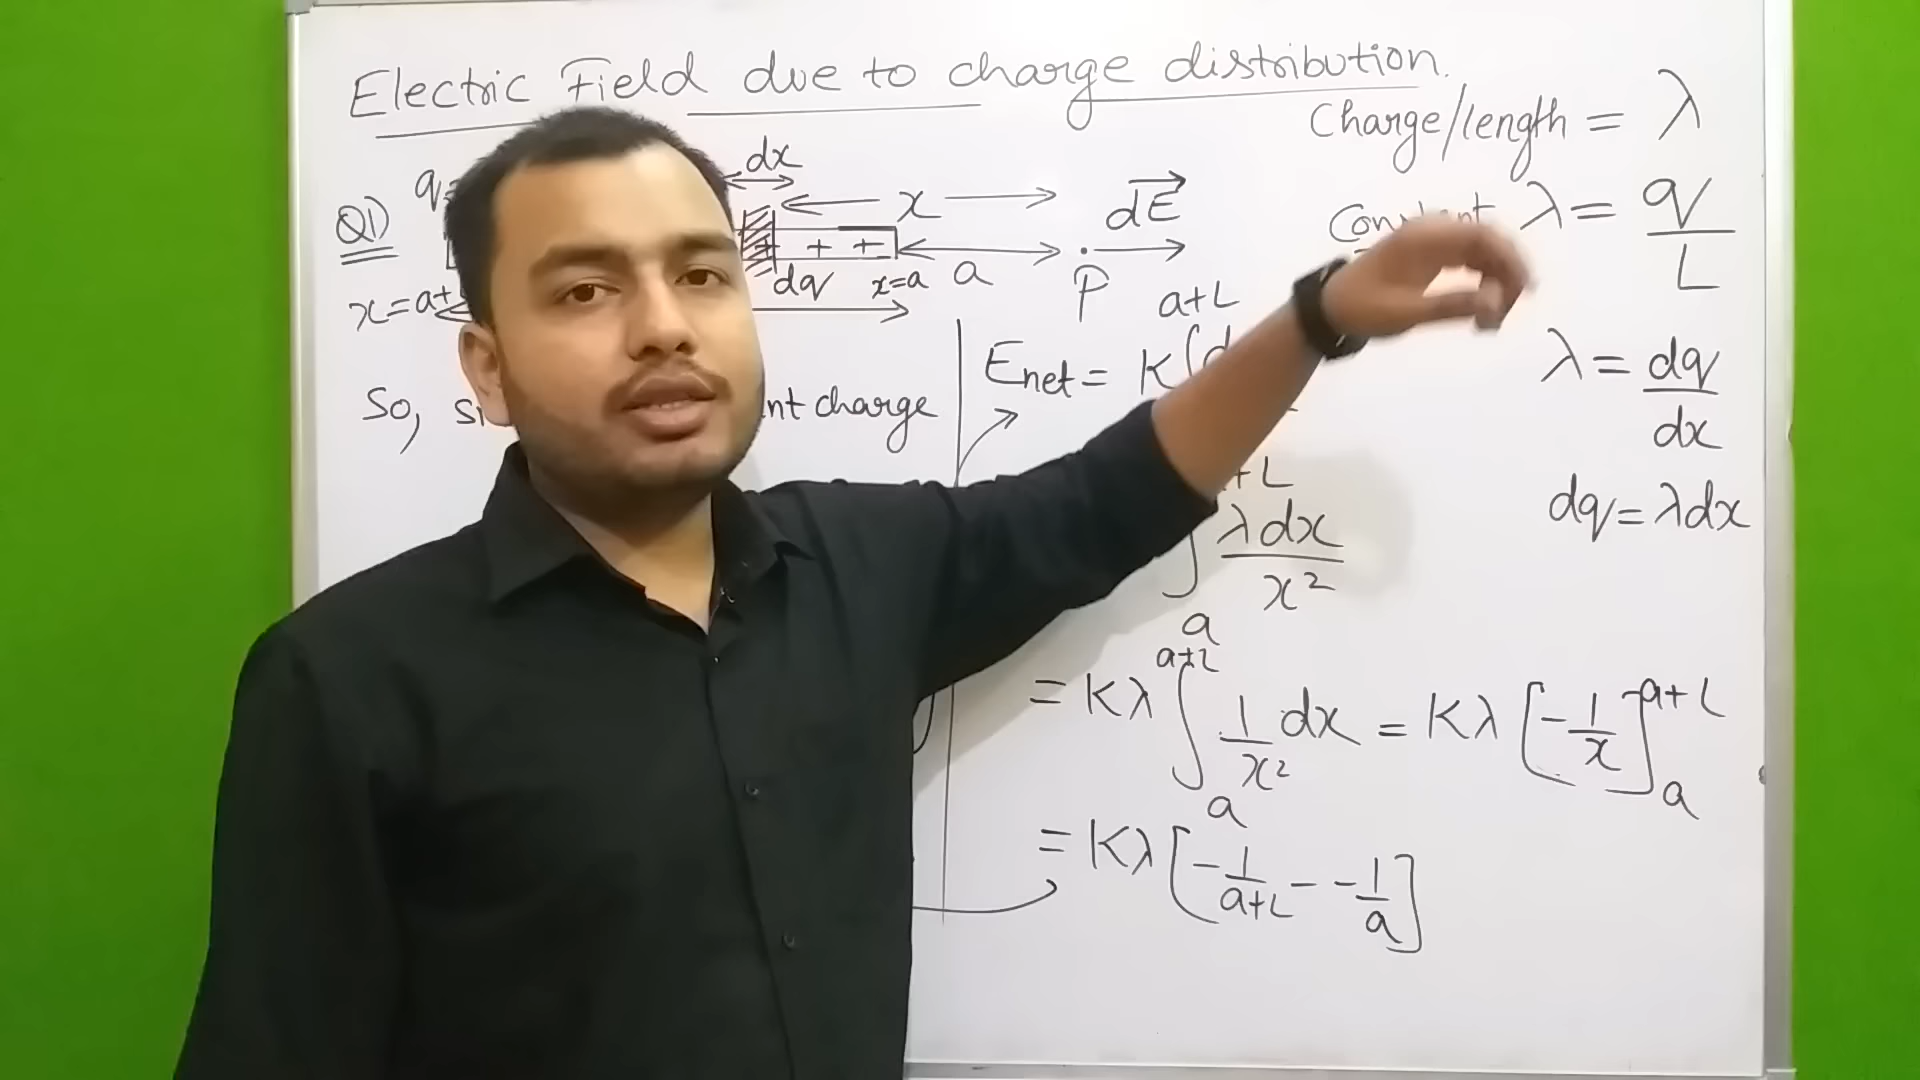 Electric Field due to charge distribution.
Charge/length = λ
dx
q
x
dE
λ = q/L
Q1)
+ + +
dq
x=a
a
P
x=a+
So,
nt charge
a+L
Enet = K∫
λ = dq/dx
dq = λdx
+L
∫ λdx/x²
a
= Kλ ∫ 1/x² dx = Kλ [-1/x]
a+L
a
a+L
a
= Kλ [-1/a+L - -1/a]